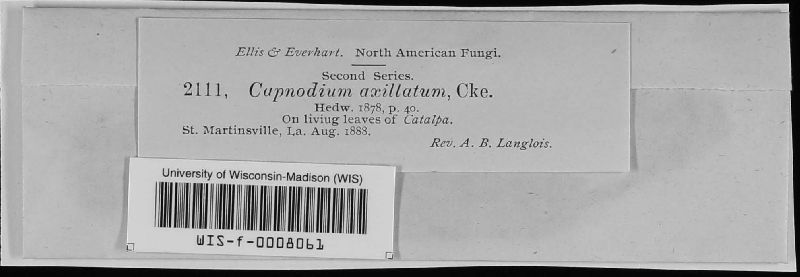 Ellis & Everhart. North American Fungi.
Second Series.
2111, Capnodium axillatum, Cke.
Hedw. 1878, p. 40.
On living leaves of Catalpa.
St. Martinsville, La. Aug. 1888.
Rev. A. B. Langlois.
University of Wisconsin-Madison (WIS)
WIS-f-0008061